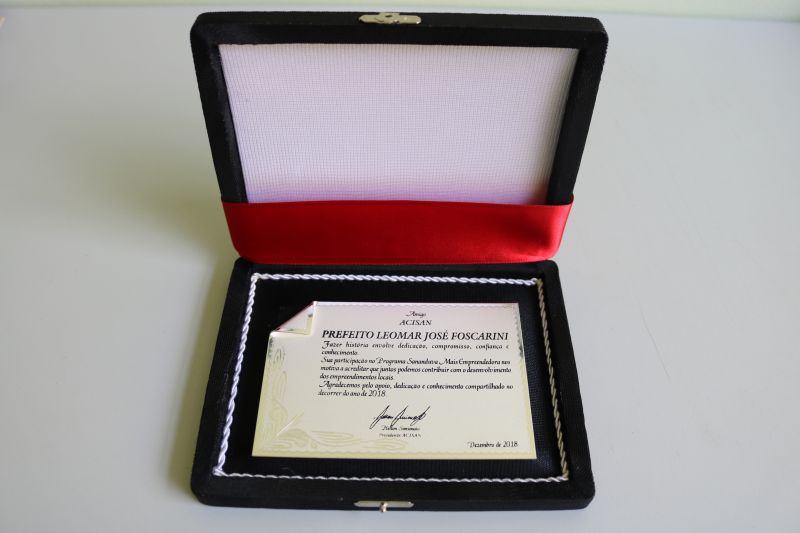 Amigo
ACISAN
PREFEITO LEOMAR JOSÉ FOSCARINI
Fazer história envolve dedicação, compromisso, confiança e
conhecimento.
Sua participação no Programa Sananduva Mais Empreendedora nos
motiva a acreditar que juntos podemos contribuir com o desenvolvimento
dos empreendimentos locais.
Agradecemos pelo apoio, dedicação e conhecimento compartilhado no
decorrer do ano de 2018.
Presidente ACISAN
Dezembro de 2018